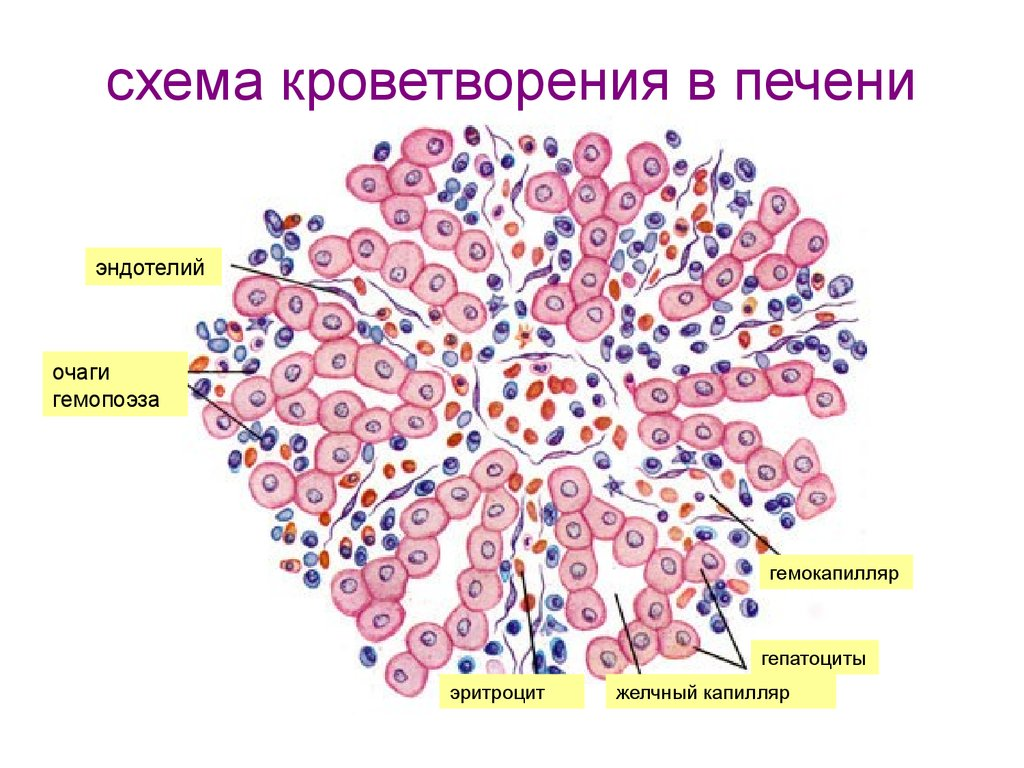 схема кроветворения в печени
эндотелий
очаги
гемопоэза
гемокапилляр
гепатоциты
эритроцит
желчный капилляр